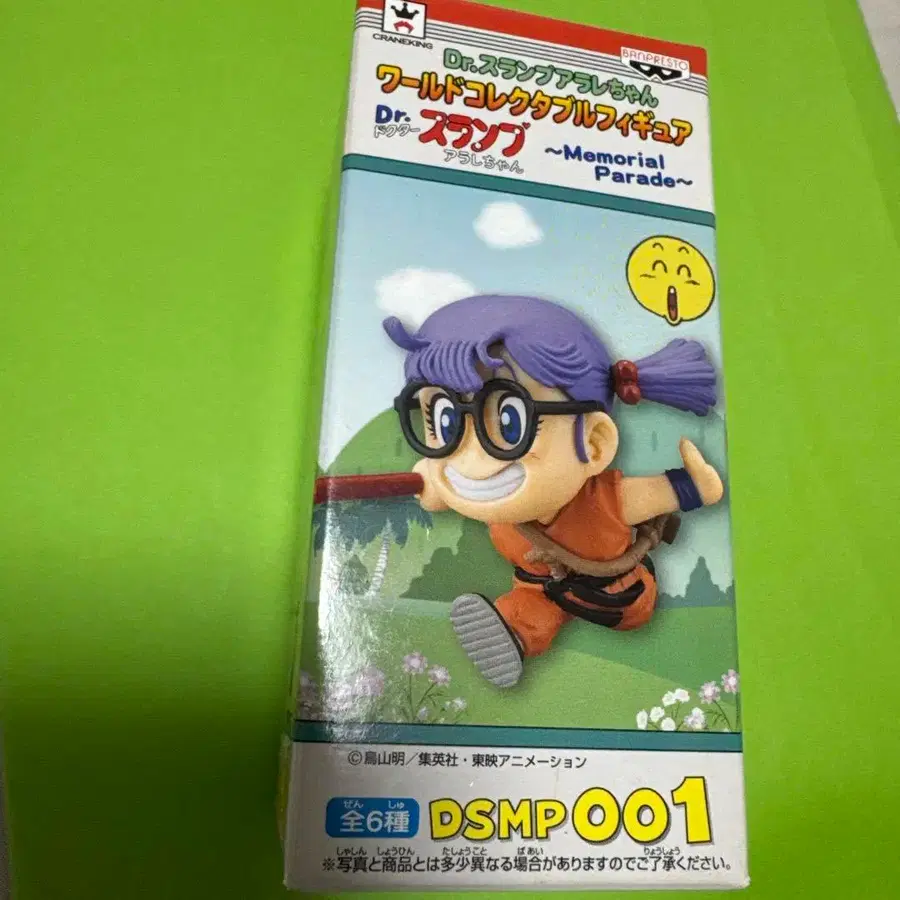 CRANEKING
BANPRESTO
Dr.スランプアラレちゃん
ワールドコレクタブルフィギュア
Dr.スランプ
ドクター
アラレちゃん
～Memorial
Parade～
©鳥山明／集英社・東映アニメーション
ぜん しゅ
全6種 DSMP001
しゃしん しょうひん たしょうこと ばあい りょうしょう
※写真と商品とは多少異なる場合がありますのでご了承ください。